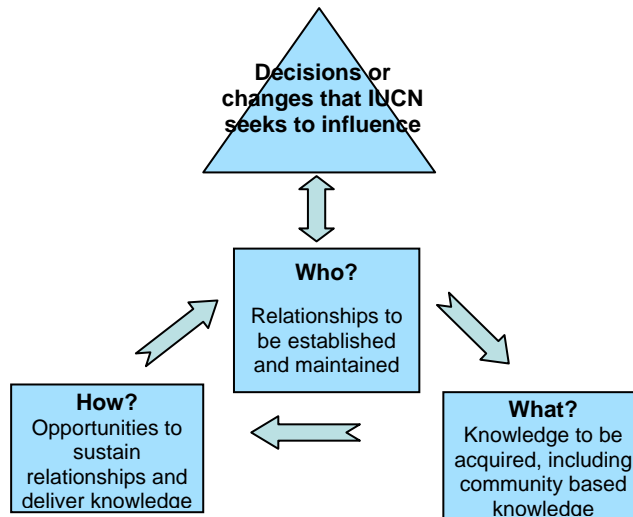 Decisions or
changes that IUCN
seeks to influence
Who?
Relationships to
be established
and maintained
How?
Opportunities to
sustain
relationships and
deliver knowledge
What?
Knowledge to be
acquired, including
community based
knowledge